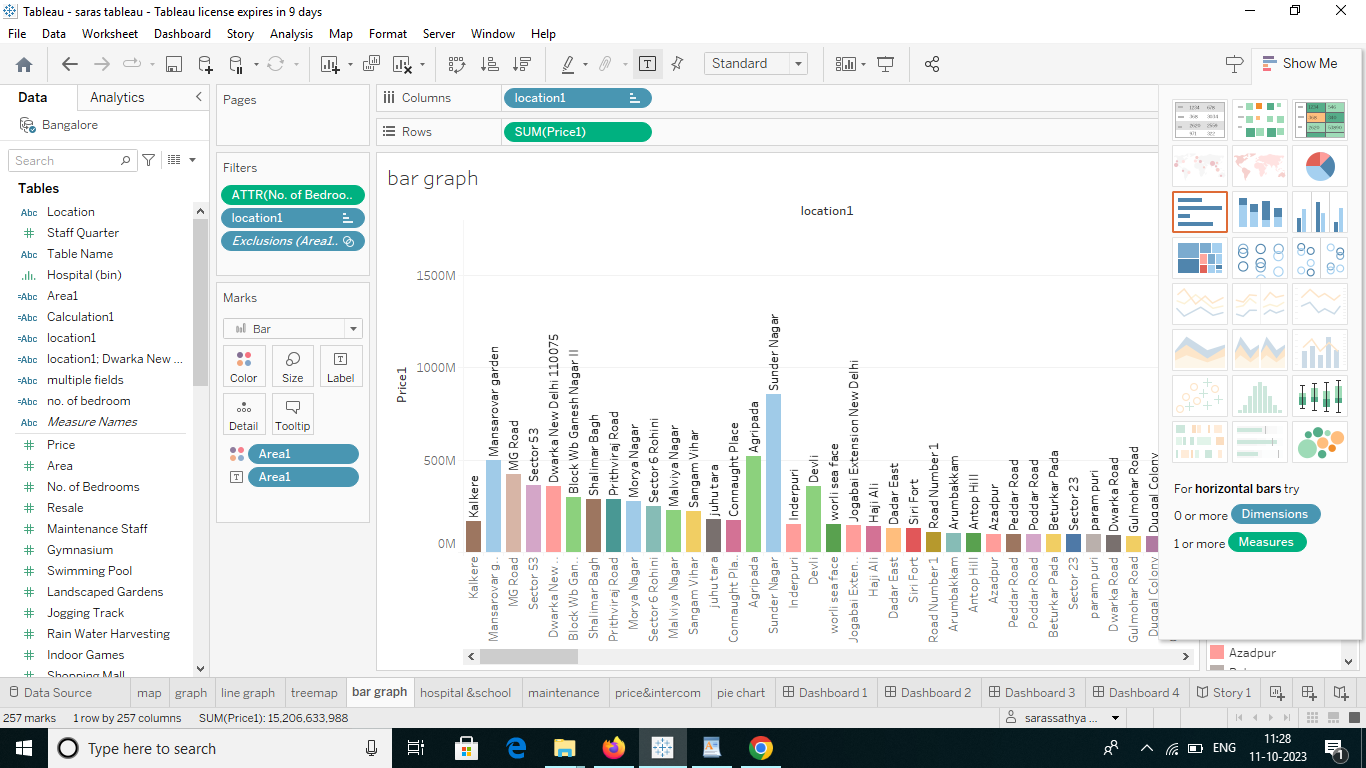 Tableau - saras tableau - Tableau license expires in 9 days
File Data Worksheet Dashboard Story Analysis Map Format Server Window Help
Standard
Show Me
Data Analytics
Bangalore
Search
Tables
Abc Location
# Staff Quarter
Abc Table Name
Hospital (bin)
=Abc Area1
=Abc Calculation1
=Abc location1
=Abc location1; Dwarka New ...
=Abc multiple fields
=Abc no. of bedroom
Abc Measure Names
# Price
# Area
# No. of Bedrooms
# Resale
# Maintenance Staff
# Gymnasium
# Swimming Pool
# Landscaped Gardens
# Jogging Track
# Rain Water Harvesting
# Indoor Games
# Shopping Mall
Pages
Filters
ATTR(No. of Bedroo..
location1
Exclusions (Area1..
Marks
Bar
Color Size Label
Detail Tooltip
Area1
Area1
Columns location1
Rows SUM(Price1)
bar graph
location1
Price1
1500M
1000M
500M
0M
Kalkere
Mansarovar garden
MG Road
Sector 53
Dwarka New Delhi 110075
Block Wb Ganesh Nagar II
Shalimar Bagh
Prithviraj Road
Morya Nagar
Sector 6 Rohini
Malviya Nagar
Sangam Vihar
juhu tara
Connaught Place
Agripada
Sunder Nagar
Inderpuri
Devli
worli sea face
Jogabai Extension New Delhi
Haji Ali
Dadar East
Siri Fort
Road Number 1
Arumbakkam
Antop Hill
Azadpur
Peddar Road
Poddar Road
Beturkar Pada
Sector 23
param puri
Dwarka Road
Gulmohar Road
Duggal Colony
Kalkere
Mansarovar g..
MG Road
Sector 53
Dwarka New ..
Block Wb Gan..
Shalimar Bagh
Prithviraj Road
Morya Nagar
Sector 6 Rohini
Malviya Nagar
Sangam Vihar
juhu tara
Connaught Pla..
Agripada
Sunder Nagar
Inderpuri
Devli
worli sea face
Jogabai Exten..
Haji Ali
Dadar East
Siri Fort
Road Number 1
Arumbakkam
Antop Hill
Azadpur
Peddar Road
Poddar Road
Beturkar Pada
Sector 23
param puri
Dwarka Road
Gulmohar Road
Duggal Colony
For horizontal bars try
0 or more Dimensions
1 or more Measures
Azadpur
Data Source map graph line graph treemap bar graph hospital &school maintenance price&intercom pie chart Dashboard 1 Dashboard 2 Dashboard 3 Dashboard 4 Story 1
257 marks 1 row by 257 columns SUM(Price1): 15,206,633,988 sarassathya ...
Type here to search
ENG
11:28
11-10-2023
1